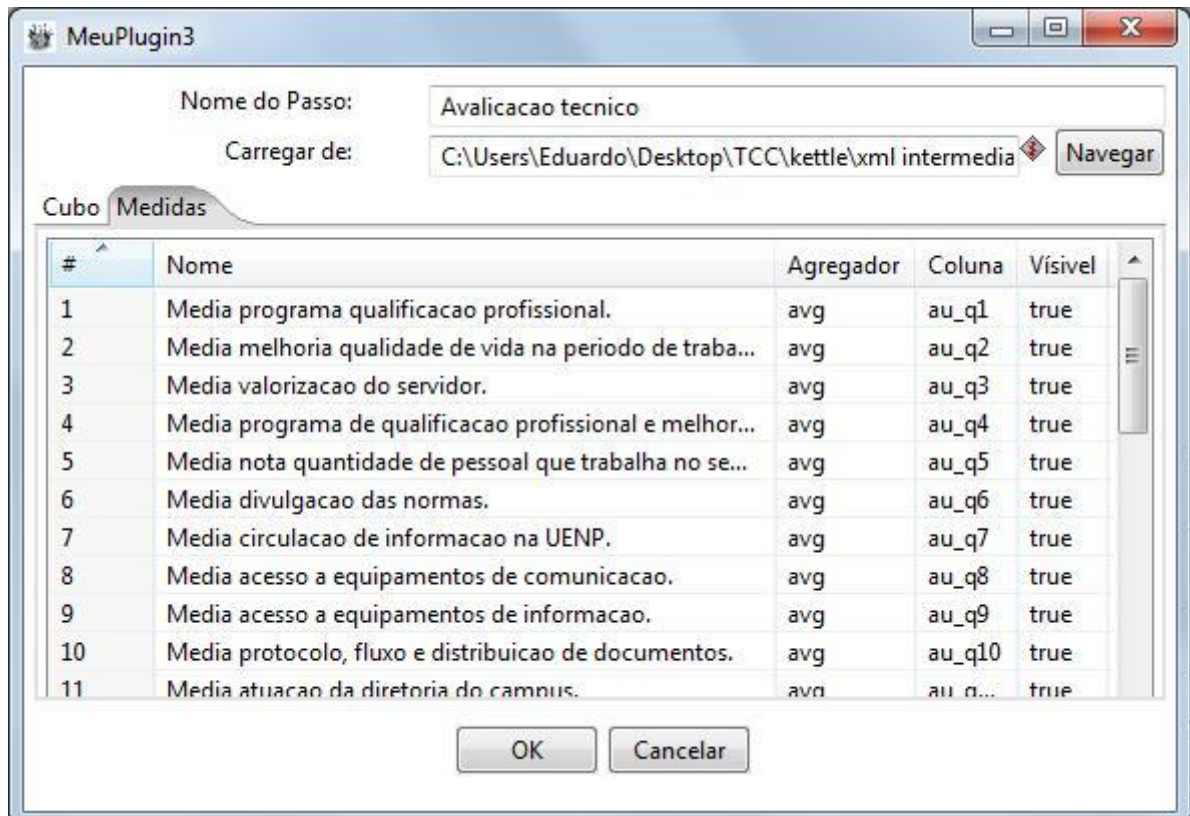 MeuPlugin3
Nome do Passo: Avalicacao tecnico
Carregar de: C:\Users\Eduardo\Desktop\TCC\kettle\xml intermedia Navegar
Cubo Medidas
# Nome Agregador Coluna Vísivel
1 Media programa qualificacao profissional. avg au_q1 true
2 Media melhoria qualidade de vida na periodo de traba... avg au_q2 true
3 Media valorizacao do servidor. avg au_q3 true
4 Media programa de qualificacao profissional e melhor... avg au_q4 true
5 Media nota quantidade de pessoal que trabalha no se... avg au_q5 true
6 Media divulgacao das normas. avg au_q6 true
7 Media circulacao de informacao na UENP. avg au_q7 true
8 Media acesso a equipamentos de comunicacao. avg au_q8 true
9 Media acesso a equipamentos de informacao. avg au_q9 true
10 Media protocolo, fluxo e distribuicao de documentos. avg au_q10 true
11 Media atuacao da diretoria do campus. avg au_q... true
OK Cancelar